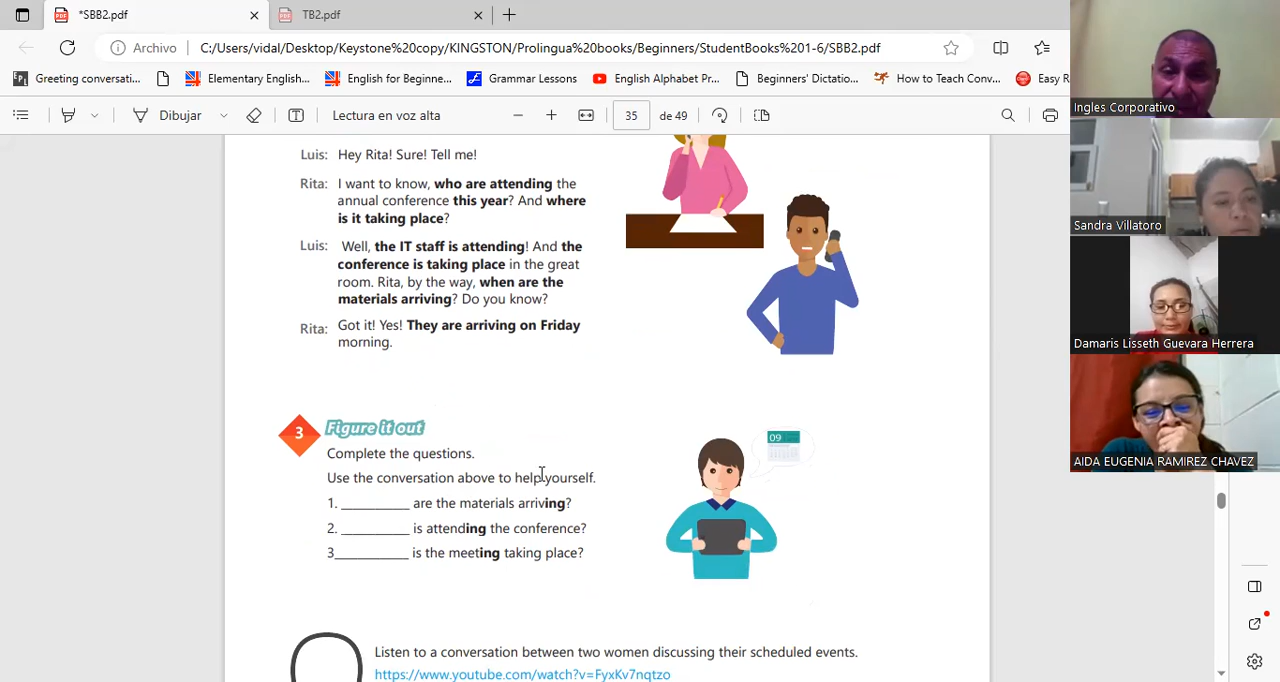 *SBB2.pdf
TB2.pdf
Archivo C:/Users/vidal/Desktop/Keystone%20copy/KINGSTON/Prolingua%20books/Beginners/StudentBooks%201-6/SBB2.pdf
Greeting conversati... Elementary English... English for Beginne... Grammar Lessons English Alphabet Pr... Beginners' Dictatio... How to Teach Conv... Easy R
Dibujar Lectura en voz alta 35 de 49
Luis: Hey Rita! Sure! Tell me!
Rita: I want to know, who are attending the
annual conference this year? And where
is it taking place?
Luis: Well, the IT staff is attending! And the
conference is taking place in the great
room. Rita, by the way, when are the
materials arriving? Do you know?
Rita: Got it! Yes! They are arriving on Friday
morning.
3 Figure it out
Complete the questions.
Use the conversation above to help yourself.
1. __________ are the materials arriving?
2. __________ is attending the conference?
3___________ is the meeting taking place?
09
Listen to a conversation between two women discussing their scheduled events.
https://www.youtube.com/watch?v=FyxKv7nqtzo
Ingles Corporativo
Sandra Villatoro
Damaris Lisseth Guevara Herrera
AIDA EUGENIA RAMIREZ CHAVEZ